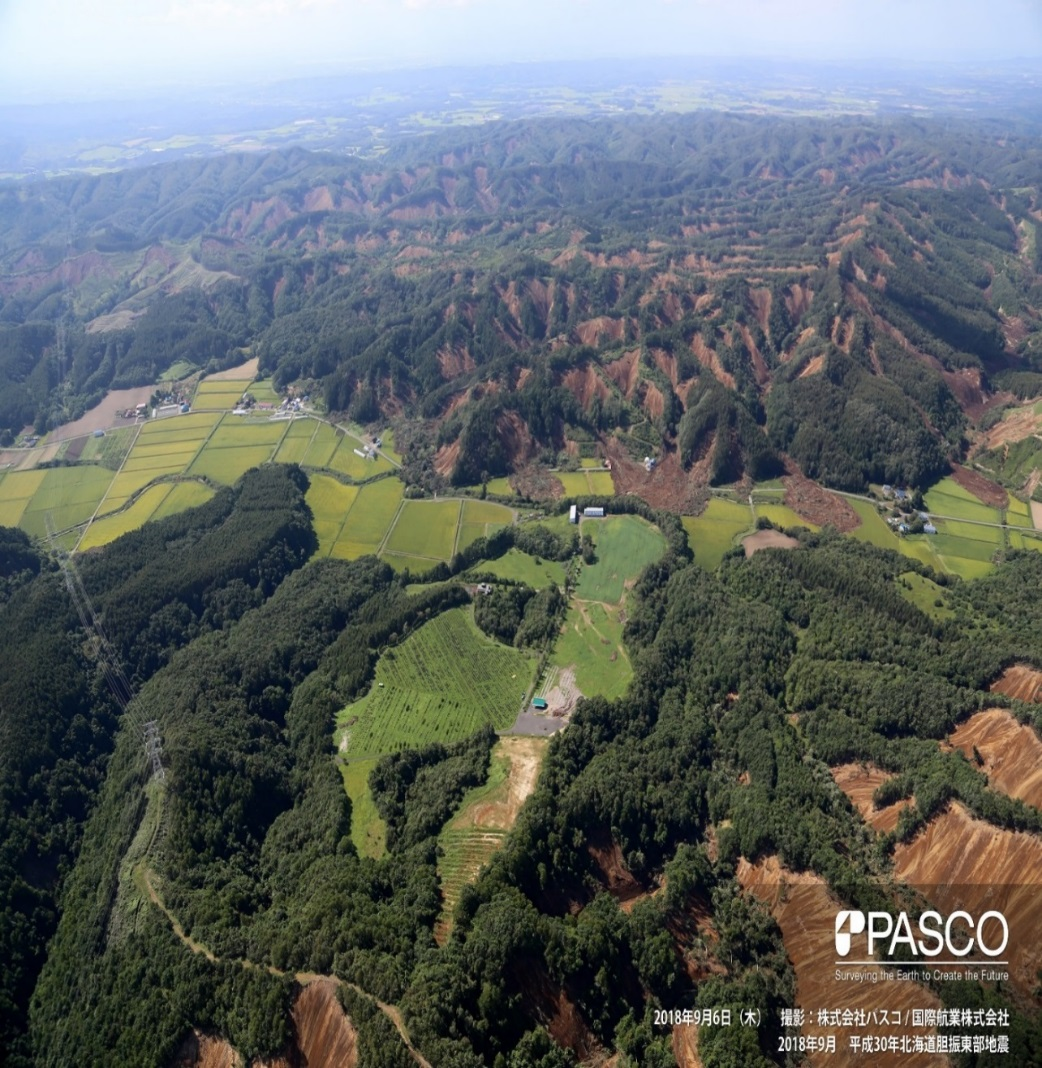 PASCO
Surveying the Earth to Create the Future
2018年9月6日（木） 撮影：株式会社パスコ / 国際航業株式会社
2018年9月 平成30年北海道胆振東部地震